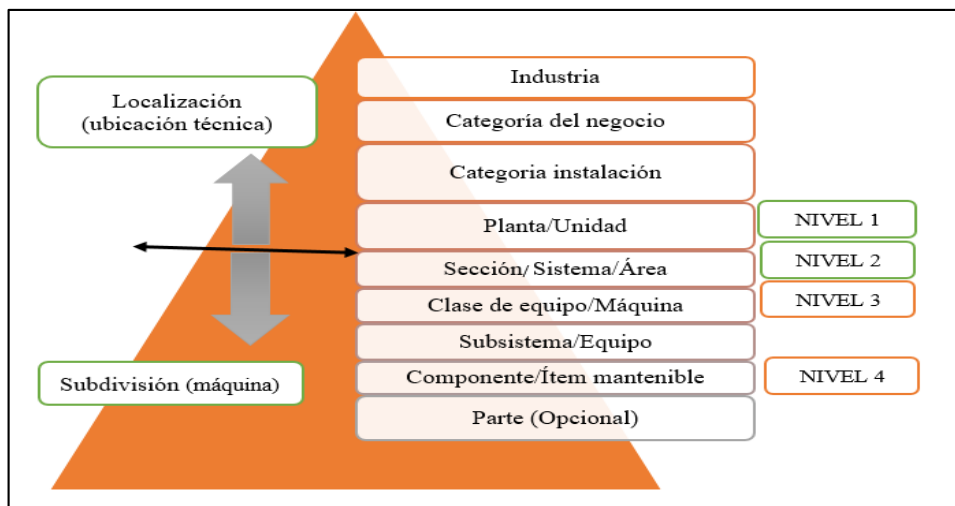 Localización
(ubicación técnica)
Subdivisión (máquina)
Industria
Categoría del negocio
Categoria instalación
Planta/Unidad
Sección/ Sistema/Área
Clase de equipo/Máquina
Subsistema/Equipo
Componente/Ítem mantenible
Parte (Opcional)
NIVEL 1
NIVEL 2
NIVEL 3
NIVEL 4